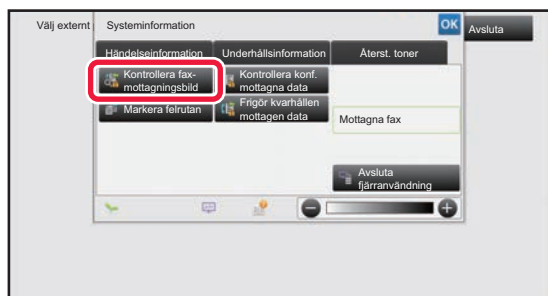 Välj externt
Systeminformation
OK
Avsluta
Händelseinformation
Underhållsinformation
Återst. toner
Kontrollera fax-
mottagningsbild
Kontrollera konf.
mottagna data
Markera felrutan
Frigör kvarhållen
mottagen data
Mottagna fax
Avsluta
fjärranvändning